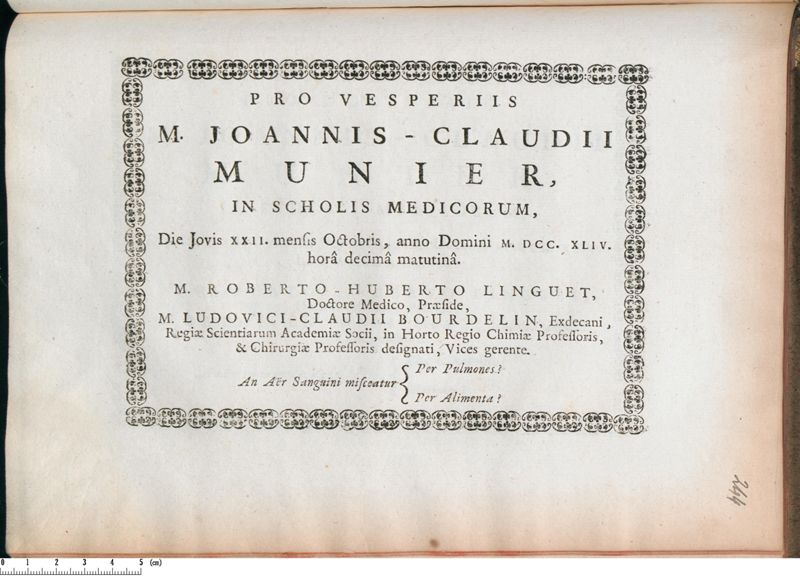 PRO VESPERIIS
M. JOANNIS-CLAUDII
MUNIER,
IN SCHOLIS MEDICORUM,
Die Jovis XXII. mensis Octobris, anno Domini M. DCC. XLIV.
horâ decimâ matutinâ.
M. ROBERTO-HUBERTO LINGUET,
Doctore Medico, Præside,
M. LUDOVICI-CLAUDII BOURDELIN, Exdecani,
Regiæ Scientiarum Academiæ Socii, in Horto Regio Chimiæ Professoris,
& Chirurgiæ Professoris designati, Vices gerente.
An Aër Sanguini misceatur { Per Pulmones?
Per Alimenta?
244
0 1 2 3 4 5 (cm)